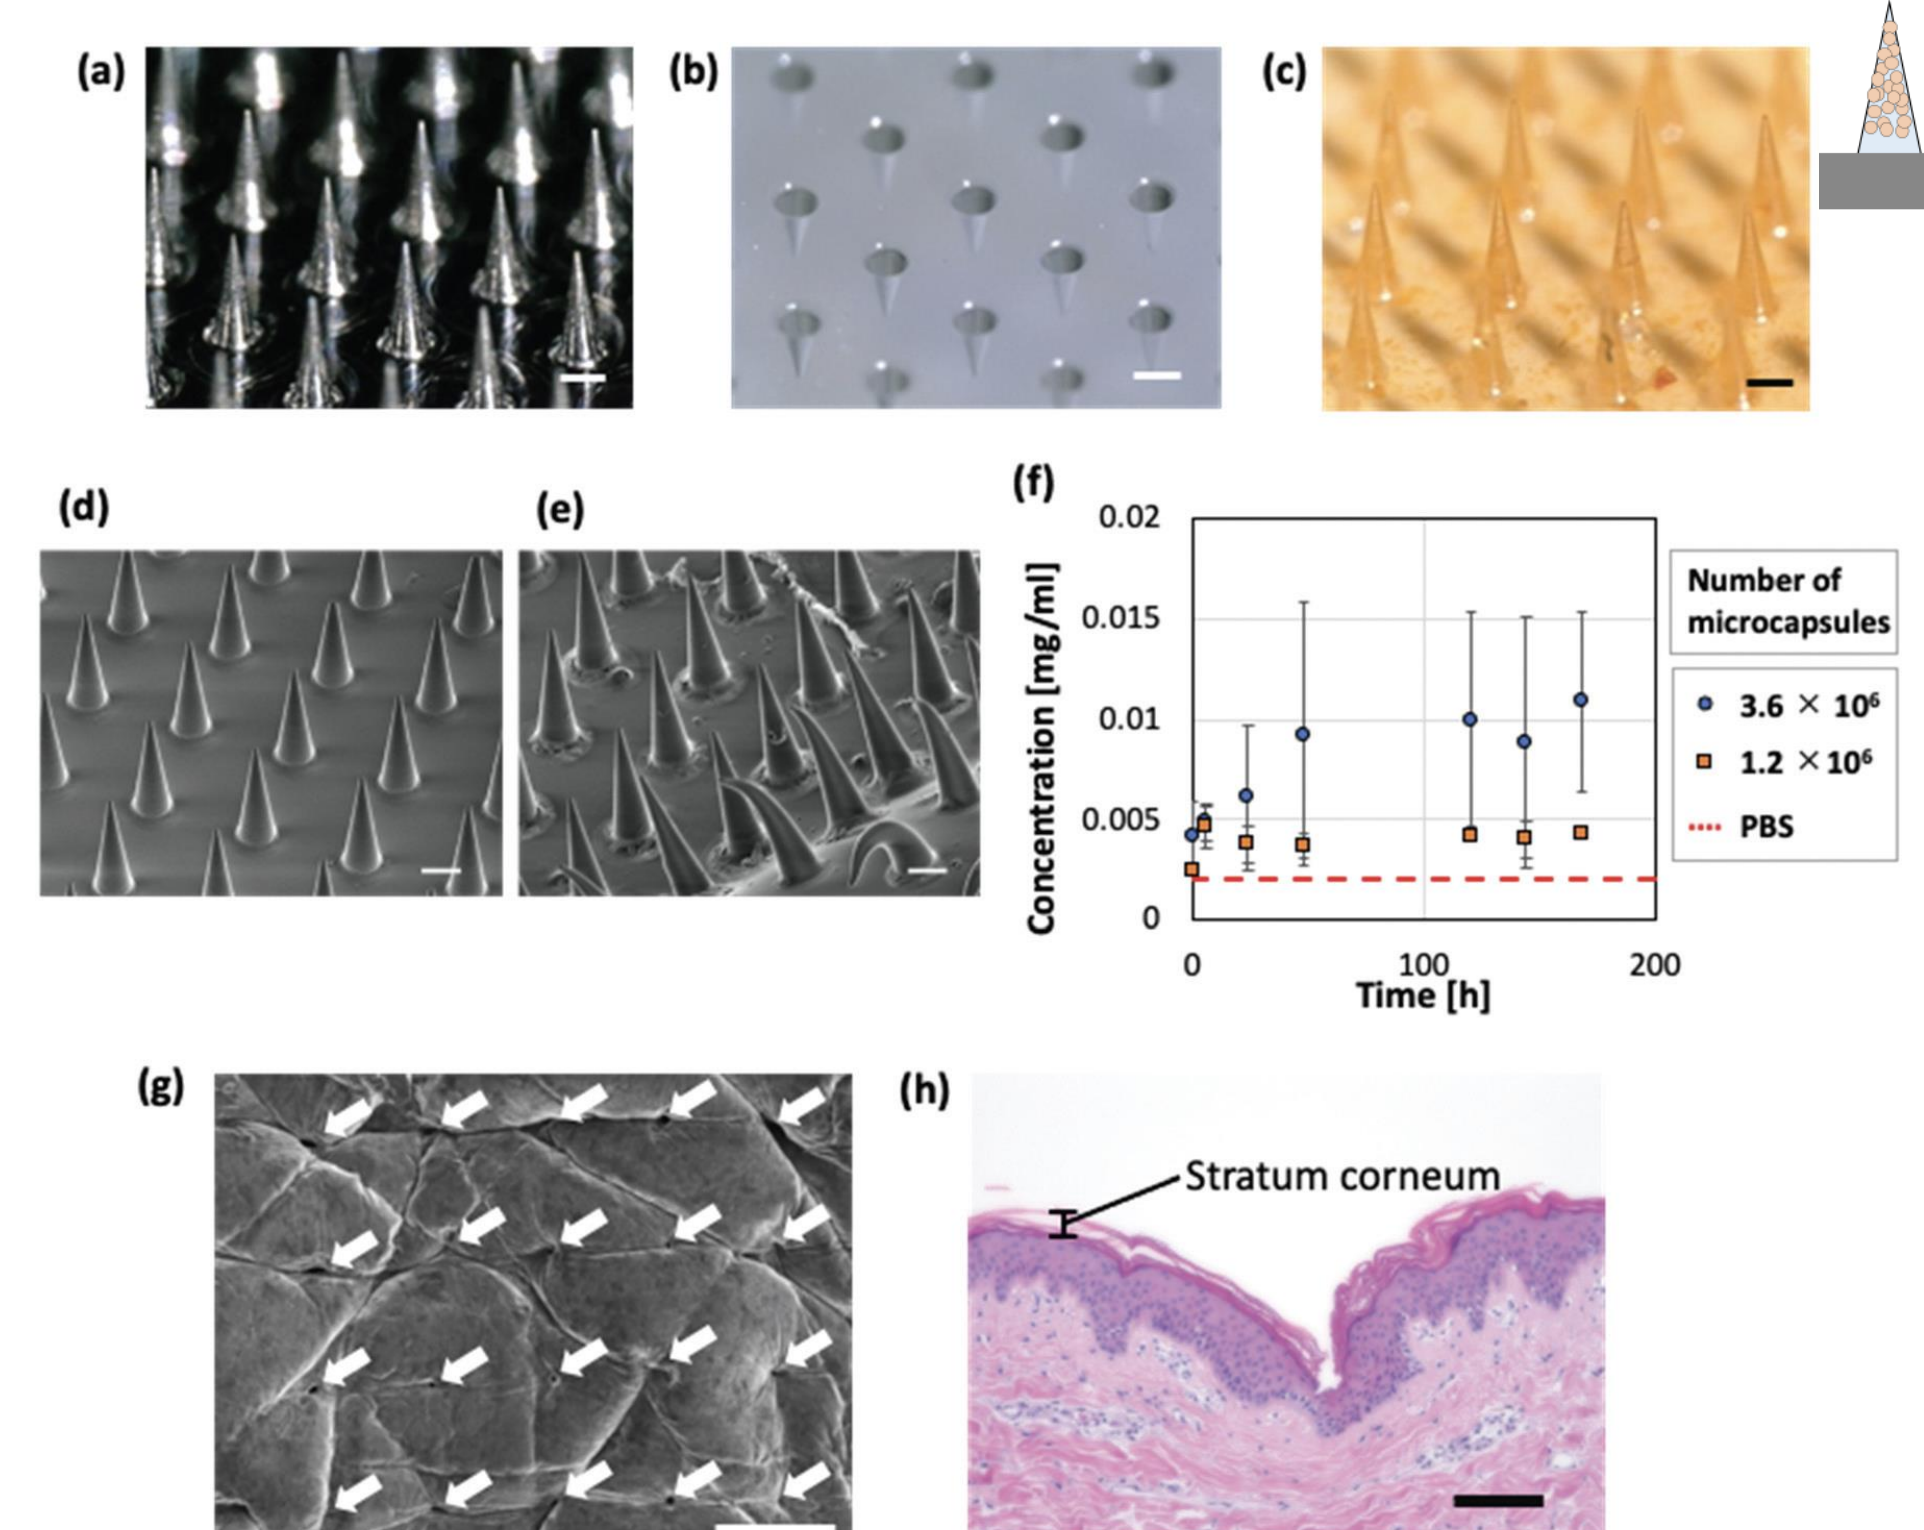 (a)
(b)
(c)
(d)
(e)
(f)
0.02
0.015
0.01
0.005
0
Concentration [mg/ml]
0
100
200
Time [h]
Number of
microcapsules
3.6 × 10⁶
1.2 ×10⁶
PBS
(g)
(h)
Stratum corneum